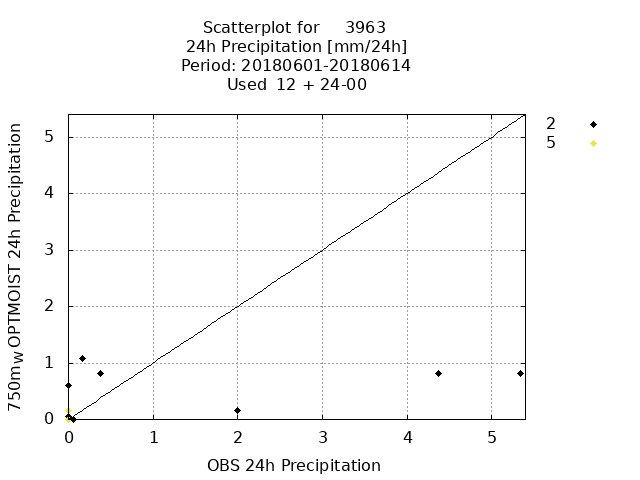 Scatterplot for 3963
24h Precipitation [mm/24h]
Period: 20180601-20180614
Used 12 + 24-00
2
5
750m_w OPTMOIST 24h Precipitation
5
4
3
2
1
0
0 1 2 3 4 5
OBS 24h Precipitation